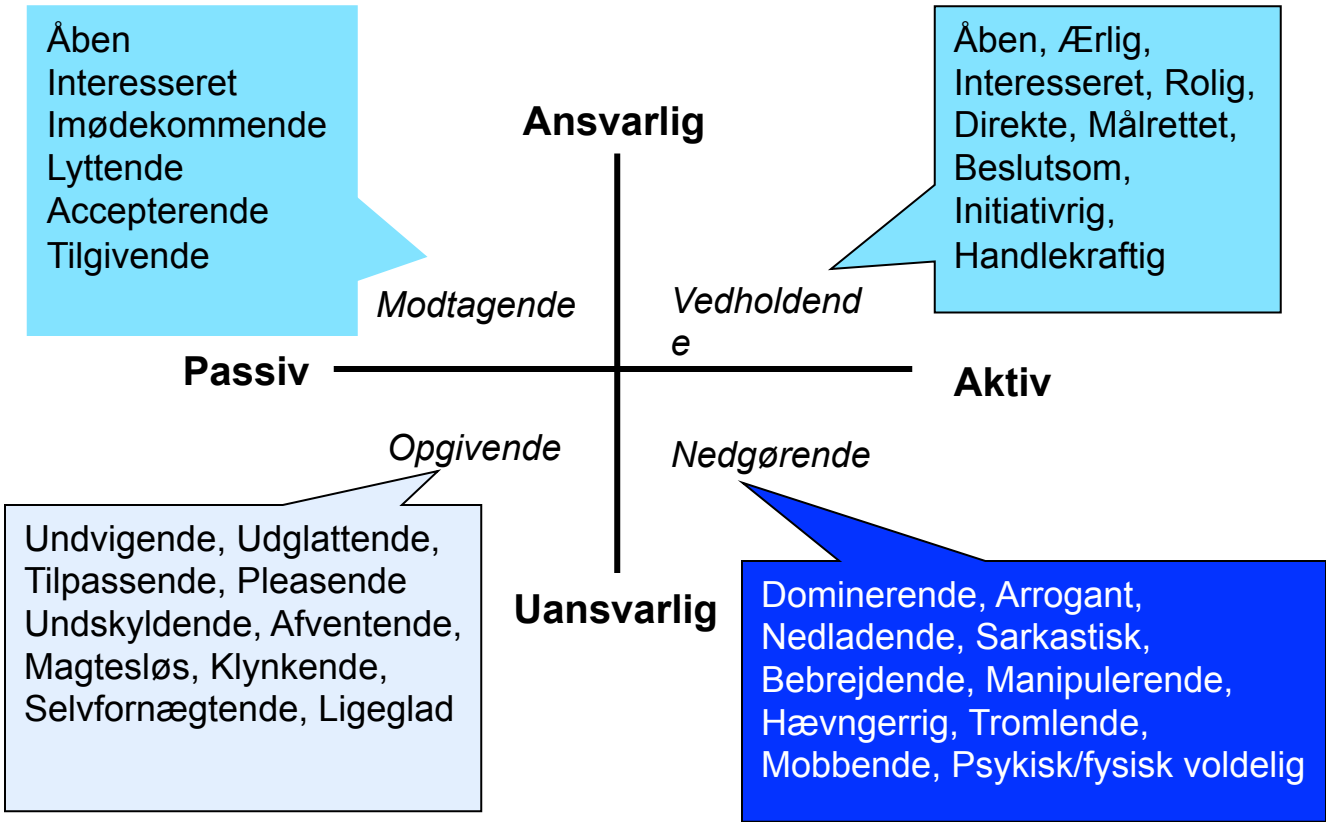 Åben
Interesseret
Imødekommende
Lyttende
Accepterende
Tilgivende
Ansvarlig
Åben, Ærlig,
Interesseret, Rolig,
Direkte, Målrettet,
Beslutsom,
Initiativrig,
Handlekraftig
Modtagende
Vedholdend
e
Passiv
Aktiv
Opgivende
Nedgørende
Undvigende, Udglattende,
Tilpassende, Pleasende
Undskyldende, Afventende,
Magtesløs, Klynkende,
Selvfornægtende, Ligeglad
Uansvarlig
Dominerende, Arrogant,
Nedladende, Sarkastisk,
Bebrejdende, Manipulerende,
Hævngerrig, Tromlende,
Mobbende, Psykisk/fysisk voldelig